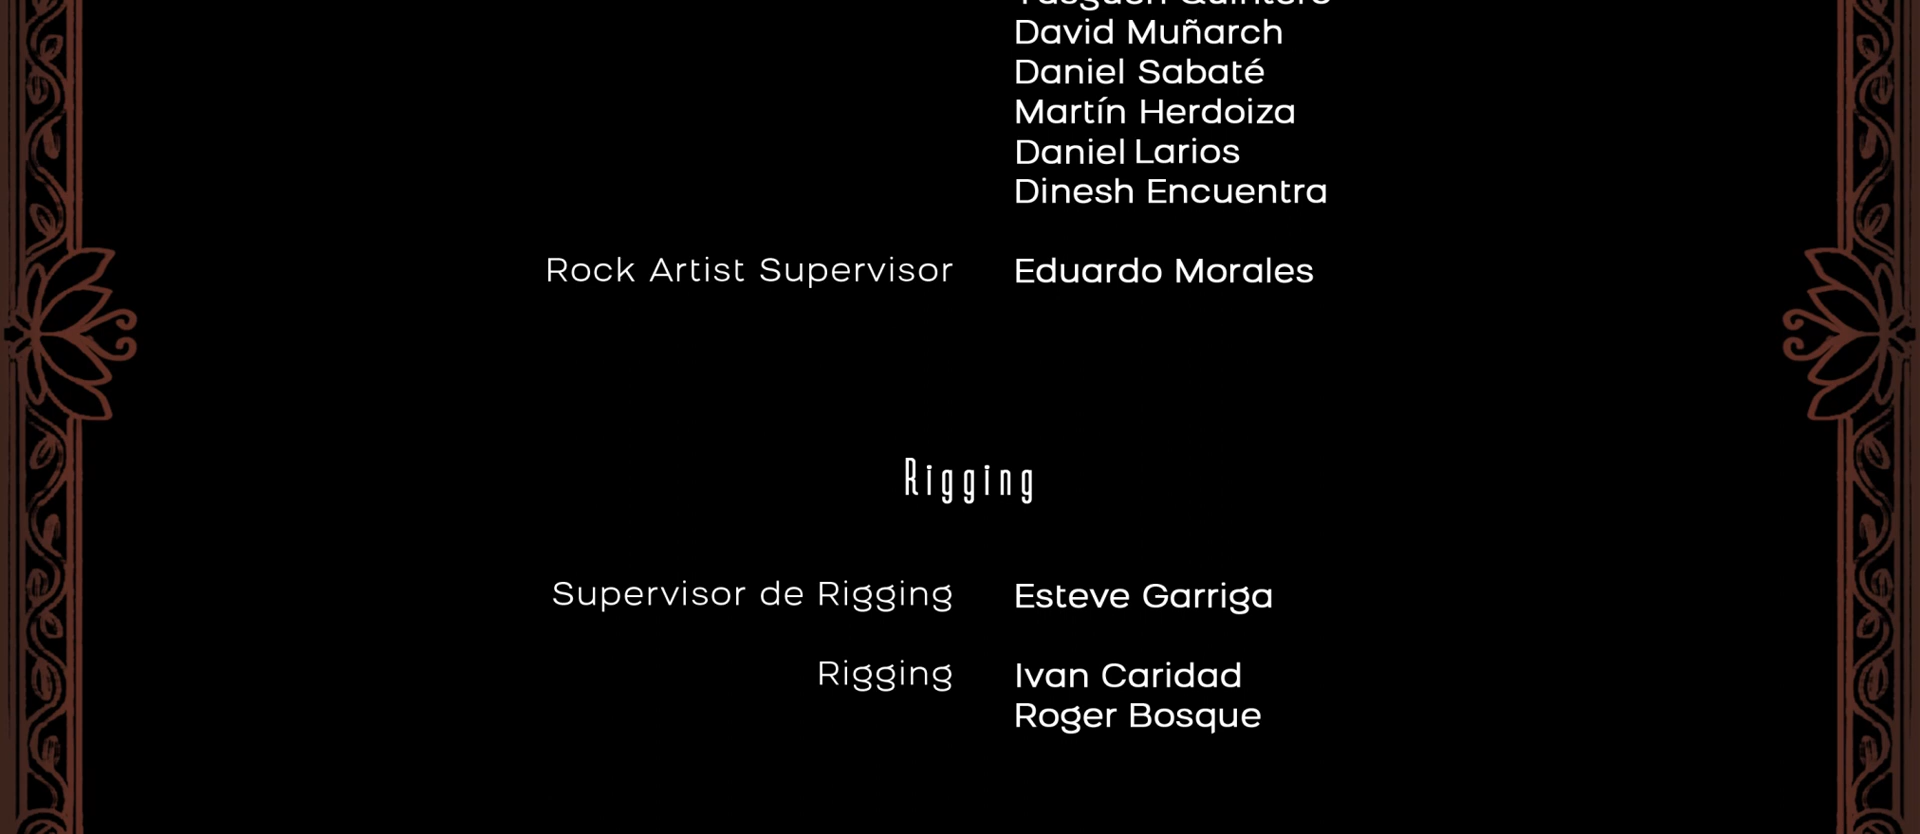 David Muñarch
Daniel Sabaté
Martín Herdoiza
Daniel Larios
Dinesh Encuentra
Rock Artist Supervisor Eduardo Morales
Rigging
Supervisor de Rigging Esteve Garriga
Rigging Ivan Caridad
Roger Bosque